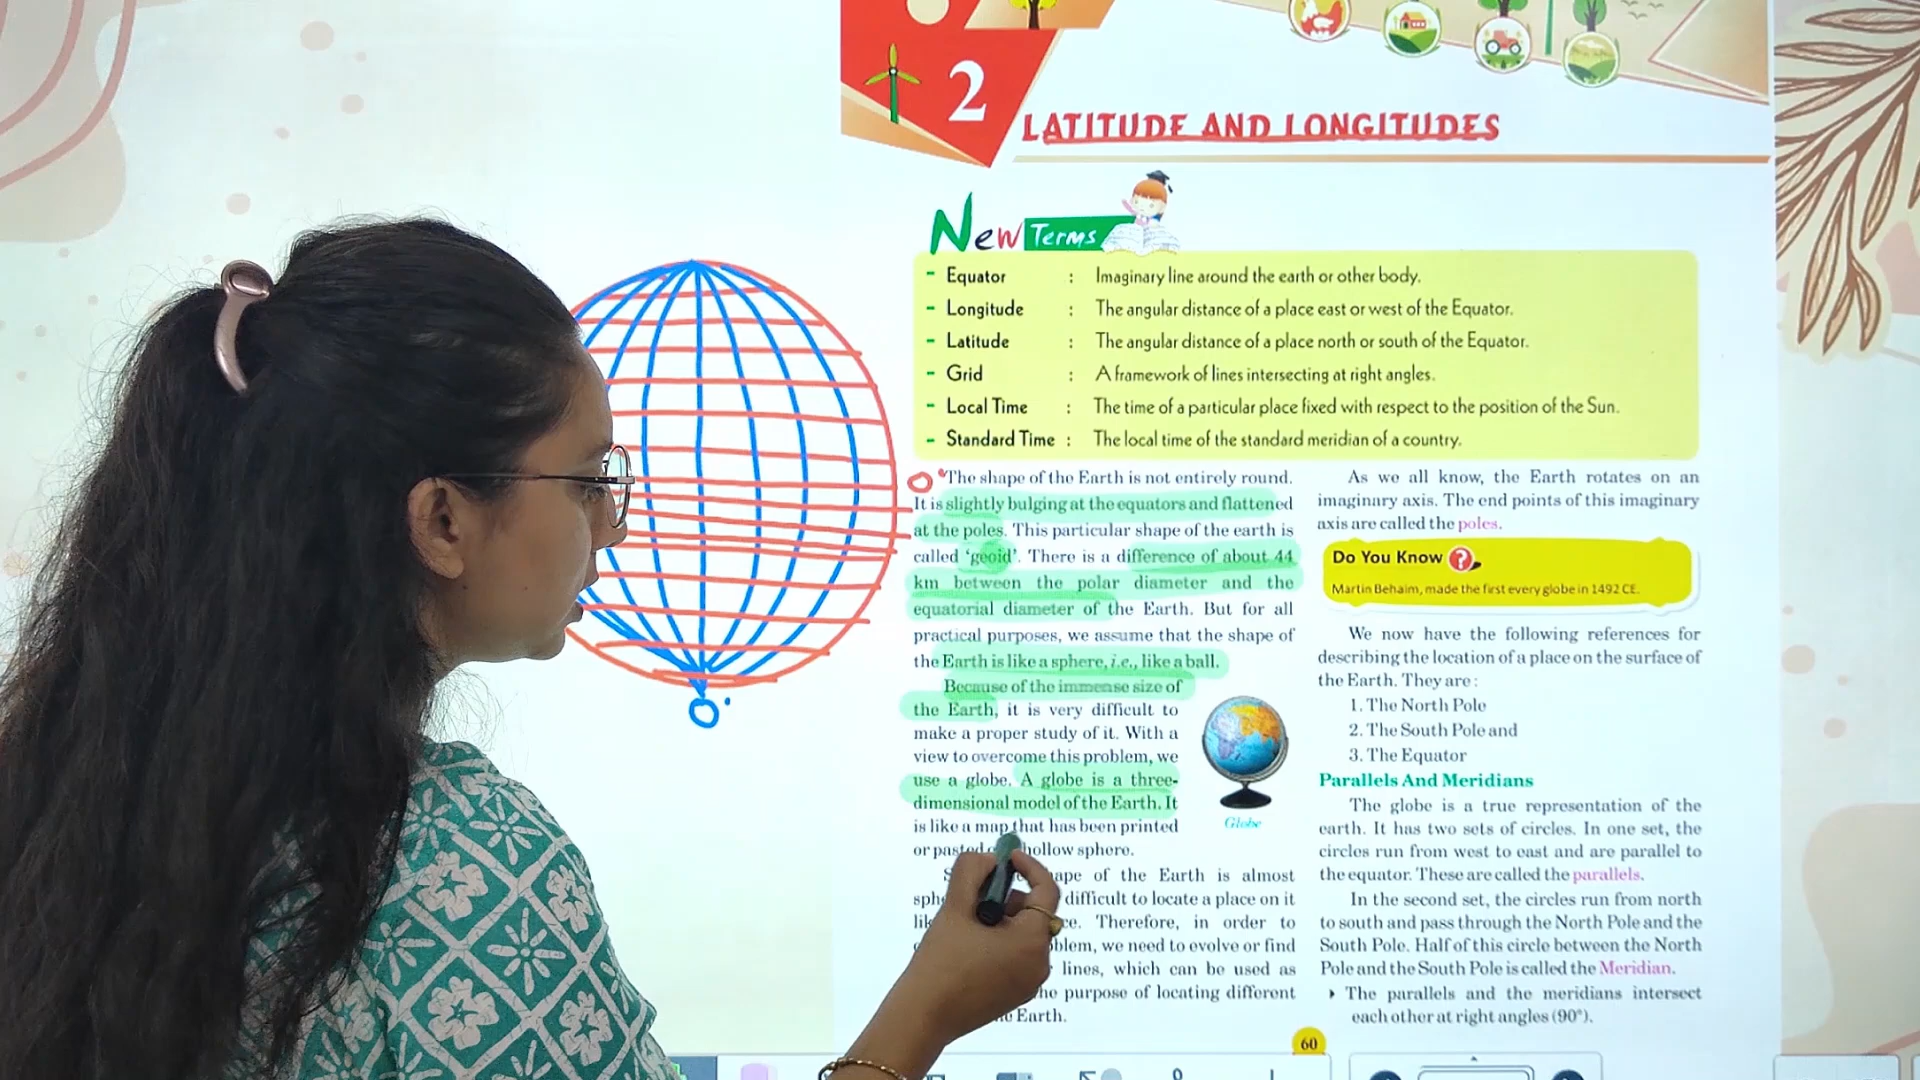 2
LATITUDE AND LONGITUDES
New Terms
- Equator : Imaginary line around the earth or other body.
- Longitude : The angular distance of a place east or west of the Equator.
- Latitude : The angular distance of a place north or south of the Equator.
- Grid : A framework of lines intersecting at right angles.
- Local Time : The time of a particular place fixed with respect to the position of the Sun.
- Standard Time : The local time of the standard meridian of a country.
The shape of the Earth is not entirely round.
It is slightly bulging at the equators and flattened
at the poles. This particular shape of the earth is
called ‘geoid’. There is a difference of about 44
km between the polar diameter and the
equatorial diameter of the Earth. But for all
practical purposes, we assume that the shape of
the Earth is like a sphere, i.e., like a ball.
Because of the immense size of
the Earth, it is very difficult to
make a proper study of it. With a
view to overcome this problem, we
use a globe. A globe is a three-
dimensional model of the Earth. It
is like a map that has been printed
or hollow sphere.
of the Earth is almost
difficult to locate a place on it
Therefore, in order to
we need to evolve or find
lines, which can be used as
purpose of locating different
Earth.
Globe
As we all know, the Earth rotates on an
imaginary axis. The end points of this imaginary
axis are called the poles.
Do You Know ?
Martin Behaim, made the first every globe in 1492 CE.
We now have the following references for
describing the location of a place on the surface of
the Earth. They are :
1. The North Pole
2. The South Pole and
3. The Equator
Parallels And Meridians
The globe is a true representation of the
earth. It has two sets of circles. In one set, the
circles run from west to east and are parallel to
the equator. These are called the parallels.
In the second set, the circles run from north
to south and pass through the North Pole and the
South Pole. Half of this circle between the North
Pole and the South Pole is called the Meridian.
The parallels and the meridians intersect
each other at right angles (90°).
60